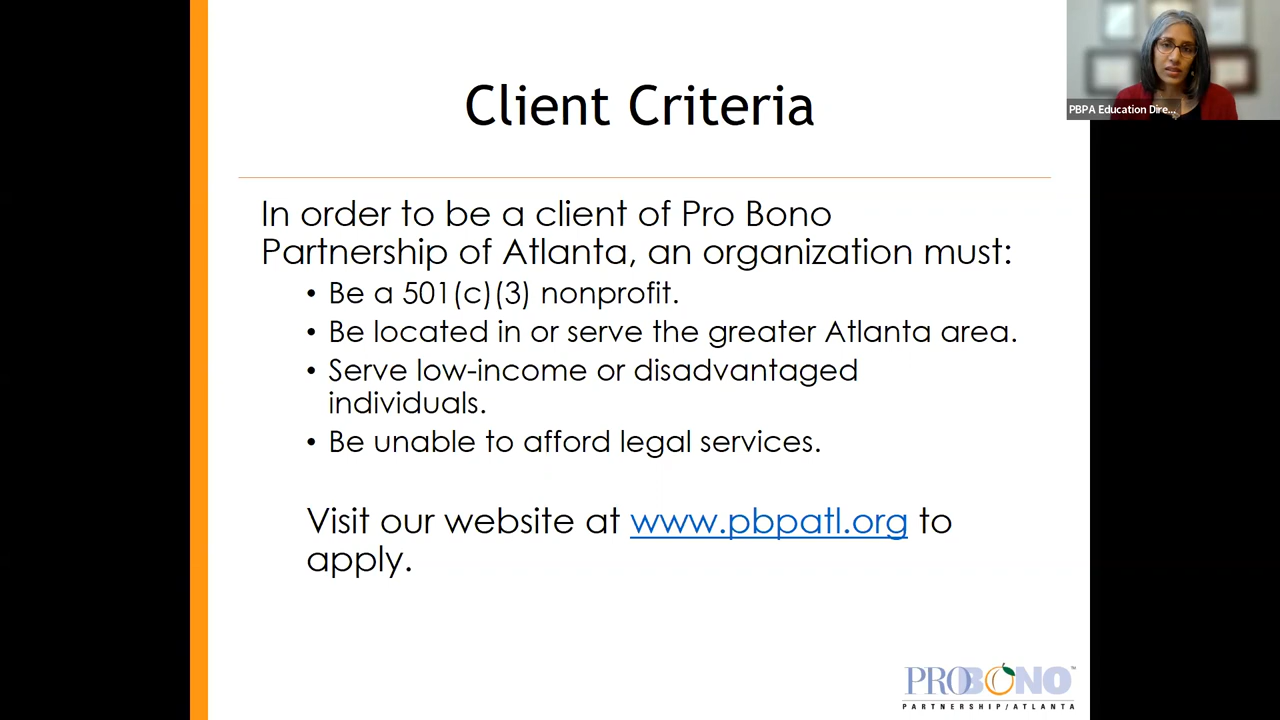 Client Criteria
PBPA Education Dire...
In order to be a client of Pro Bono
Partnership of Atlanta, an organization must:
• Be a 501(c)(3) nonprofit.
• Be located in or serve the greater Atlanta area.
• Serve low-income or disadvantaged
individuals.
• Be unable to afford legal services.
Visit our website at www.pbpatl.org to
apply.
PROBONO™
PARTNERSHIP/ATLANTA